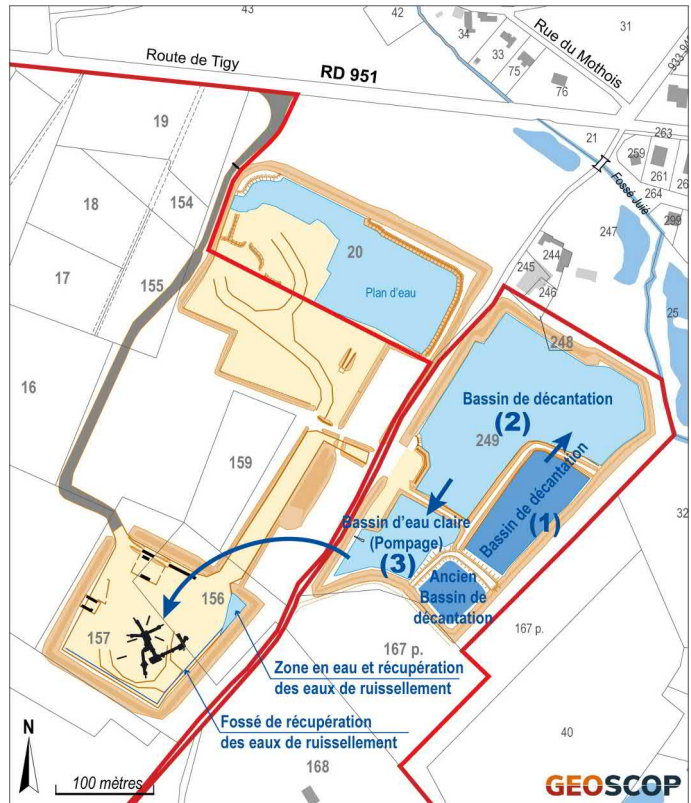 43
42
34
31
Route de Tigy
RD 951
Rue du Mothois
33
75
76
19
21
263
259
261
264
Fossé Juié
18
154
299
247
244
245
246
17
155
20
Plan d'eau
25
248
16
Bassin de décantation
(2)
249
159
Bassin de décantation
(1)
Bassin d'eau claire
(Pompage)
(3)
32
Ancien
Bassin de
décantation
156
157
167 p.
167 p.
Zone en eau et récupération
des eaux de ruissellement
Fossé de récupération
des eaux de ruissellement
40
N
100 mètres
168
GEOSCOP